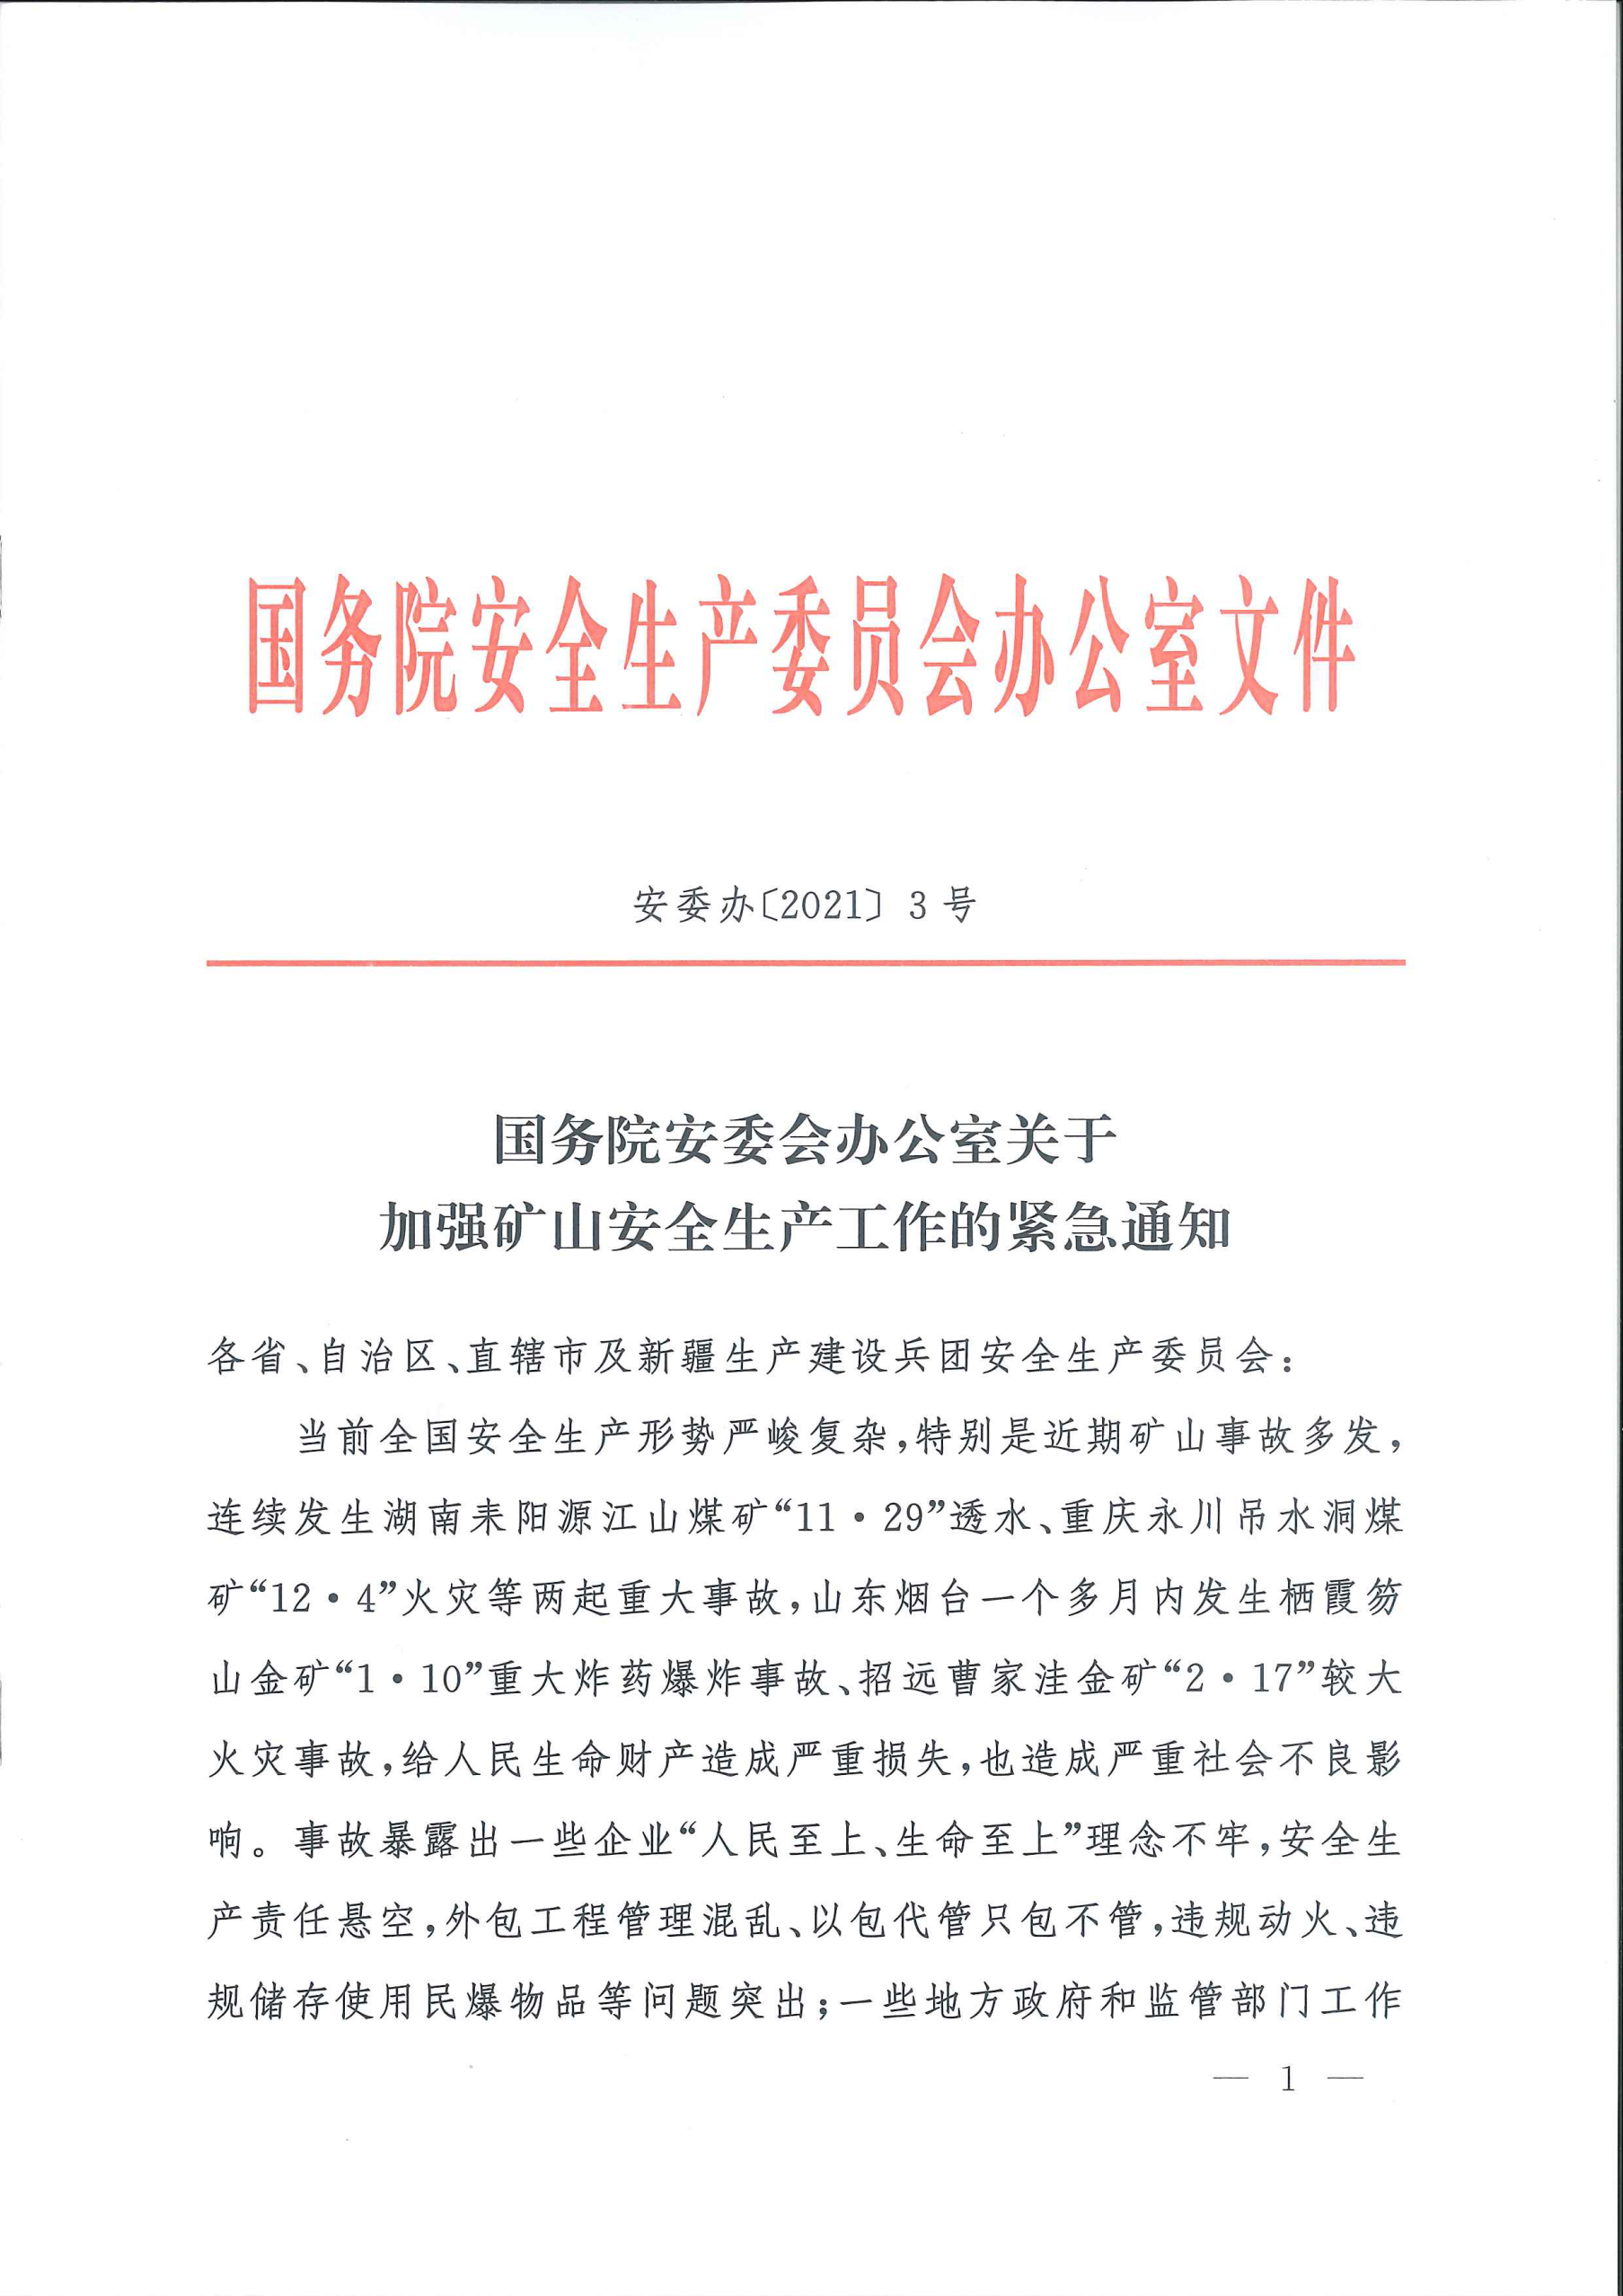 国务院安全生产委员会办公室文件
安委办〔2021〕3号
国务院安委会办公室关于
加强矿山安全生产工作的紧急通知
各省、自治区、直辖市及新疆生产建设兵团安全生产委员会：
当前全国安全生产形势严峻复杂，特别是近期矿山事故多发，
连续发生湖南耒阳源江山煤矿“11·29”透水、重庆永川吊水洞煤
矿“12·4”火灾等两起重大事故，山东烟台一个多月内发生栖霞笏
山金矿“1·10”重大炸药爆炸事故、招远曹家洼金矿“2·17”较大
火灾事故，给人民生命财产造成严重损失，也造成严重社会不良影
响。事故暴露出一些企业“人民至上、生命至上”理念不牢，安全生
产责任悬空，外包工程管理混乱、以包代管只包不管，违规动火、违
规储存使用民爆物品等问题突出；一些地方政府和监管部门工作
— 1 —